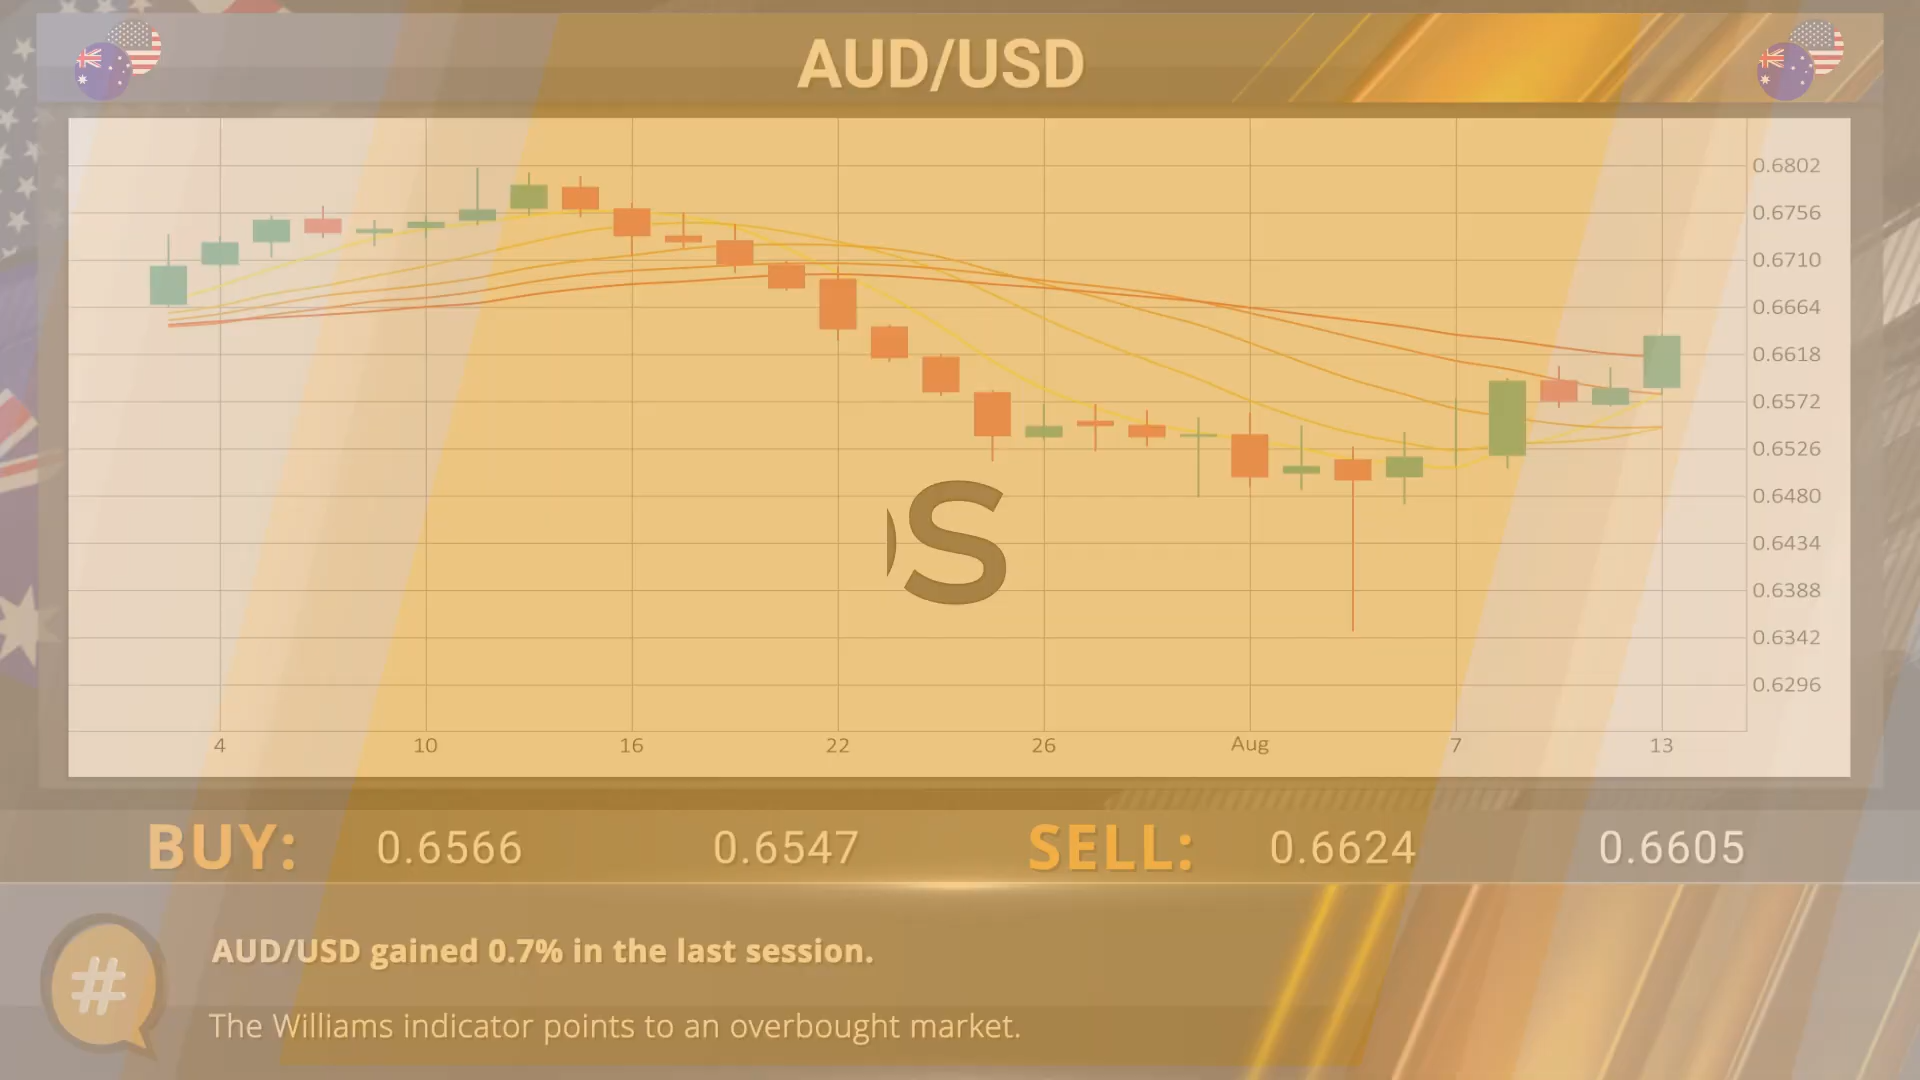 AUD/USD
0.6802
0.6756
0.6710
0.6664
0.6618
0.6572
0.6526
0.6480
0.6434
0.6388
0.6342
0.6296
4 10 16 22 26 Aug 7 13
S
BUY: 0.6566 0.6547 SELL: 0.6624 0.6605
#
AUD/USD gained 0.7% in the last session.
The Williams indicator points to an overbought market.